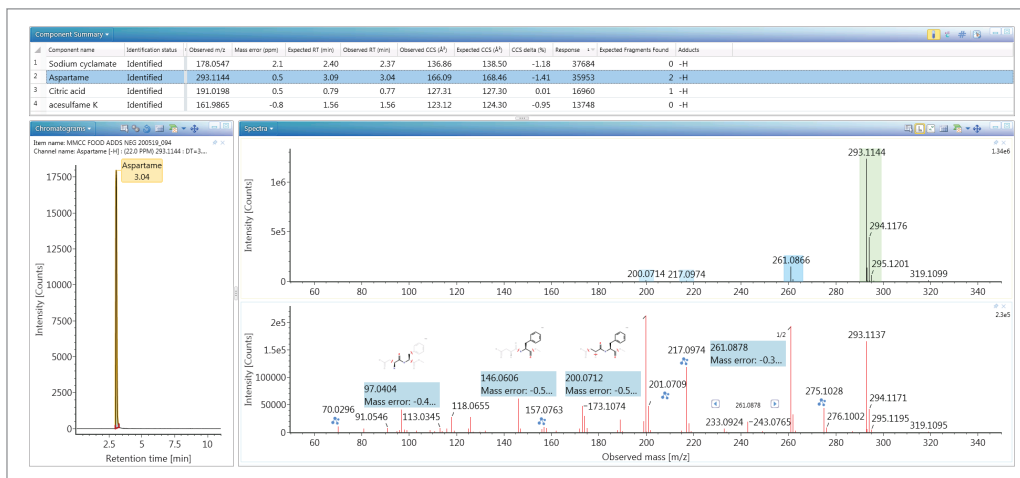 Component Summary
Component name Identification status Observed m/z Mass error (ppm) Expected RT (min) Observed RT (min) Observed CCS (Å²) Expected CCS (Å²) CCS delta (%) Response Expected Fragments Found Adducts
1 Sodium cyclamate Identified 178.0547 2.1 2.40 2.37 136.86 138.50 -1.18 37684 0 -H
2 Aspartame Identified 293.1144 0.5 3.09 3.04 166.09 168.46 -1.41 35953 2 -H
3 Citric acid Identified 191.0198 0.5 0.79 0.77 127.31 127.30 0.01 16960 1 -H
4 acesulfame K Identified 161.9865 -0.8 1.56 1.56 123.12 124.30 -0.95 13748 0 -H
Chromatograms
Item name: MMCC FOOD ADDS NEG 200519_094
Channel name: Aspartame [-H] : (22.0 PPM) 293.1144 : DT=3....
Aspartame
3.04
17500
15000
12500
10000
7500
5000
2500
0
Intensity [Counts]
2.5 5 7.5 10
Retention time [min]
Spectra
1.34e6
293.1144
1e6
294.1176
5e5
261.0866
295.1201
200.0714 217.0974
319.1099
0
Intensity [Counts]
60 80 100 120 140 160 180 200 220 240 260 280 300 320 340
2.3e5
2e5
1/2
293.1137
217.0974
261.0878
Mass error: -0.3...
1.5e5
146.0606
Mass error: -0.5...
200.0712
Mass error: -0.5...
97.0404
Mass error: -0.4...
100000
201.0709
275.1028
261.0878
294.1171
70.0296
118.0655
157.0763
173.1074
50000
91.0546
113.0345
233.0924
243.0765
276.1002
295.1195
319.1095
0
Intensity [Counts]
60 80 100 120 140 160 180 200 220 240 260 280 300 320 340
Observed mass [m/z]